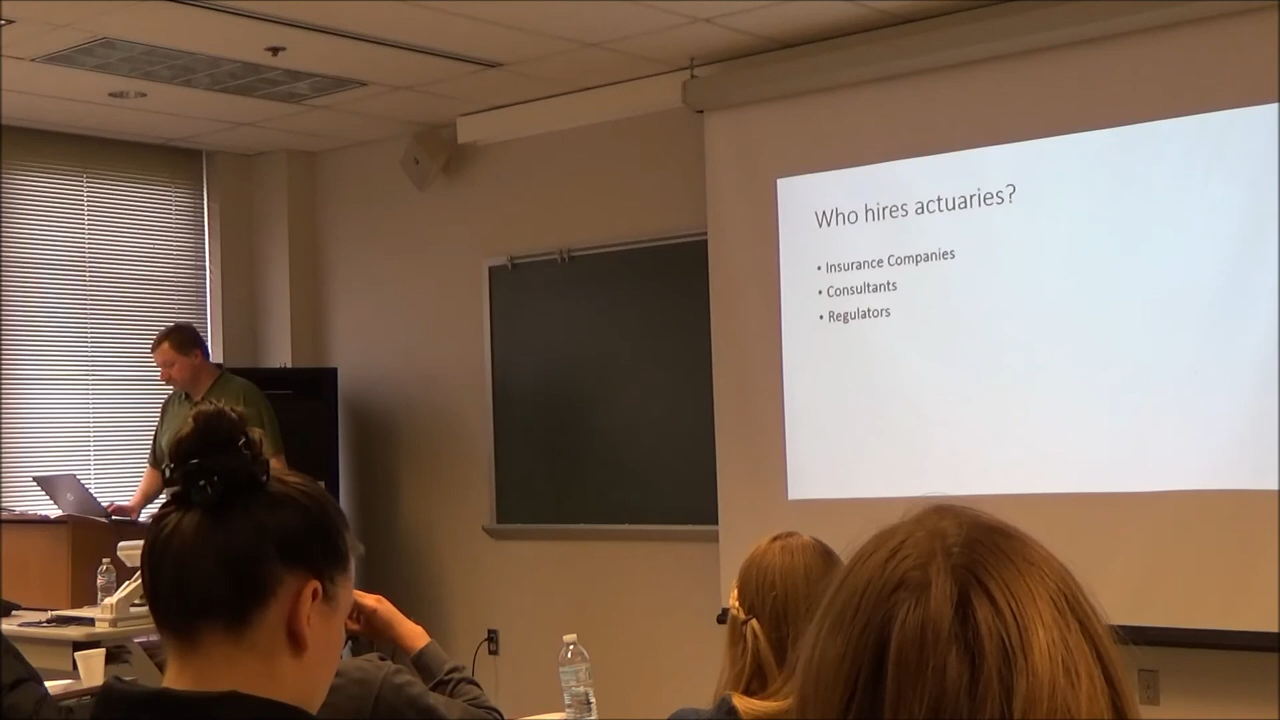 Who hires actuaries?
• Insurance Companies
• Consultants
• Regulators